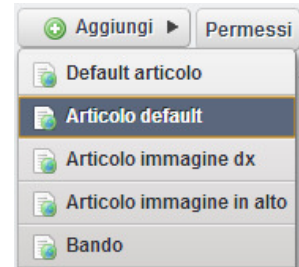 Aggiungi Permessi
Default articolo
Articolo default
Articolo immagine dx
Articolo immagine in alto
Bando